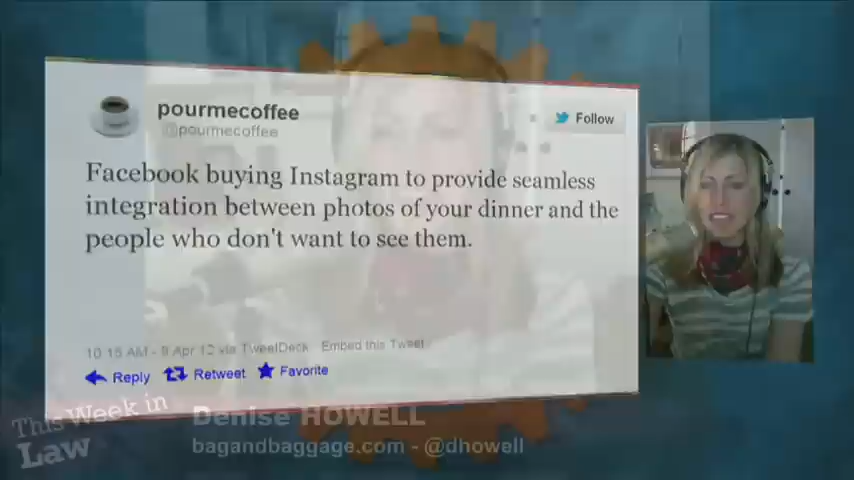 pourmecoffee
@pourmecoffee
Follow
Facebook buying Instagram to provide seamless
integration between photos of your dinner and the
people who don't want to see them.
10:15 AM - 9 Apr 12 via TweetDeck Embed this Tweet
Reply Retweet Favorite
This Week in
Law
Denise HOWELL
bagandbaggage.com - @dhowell